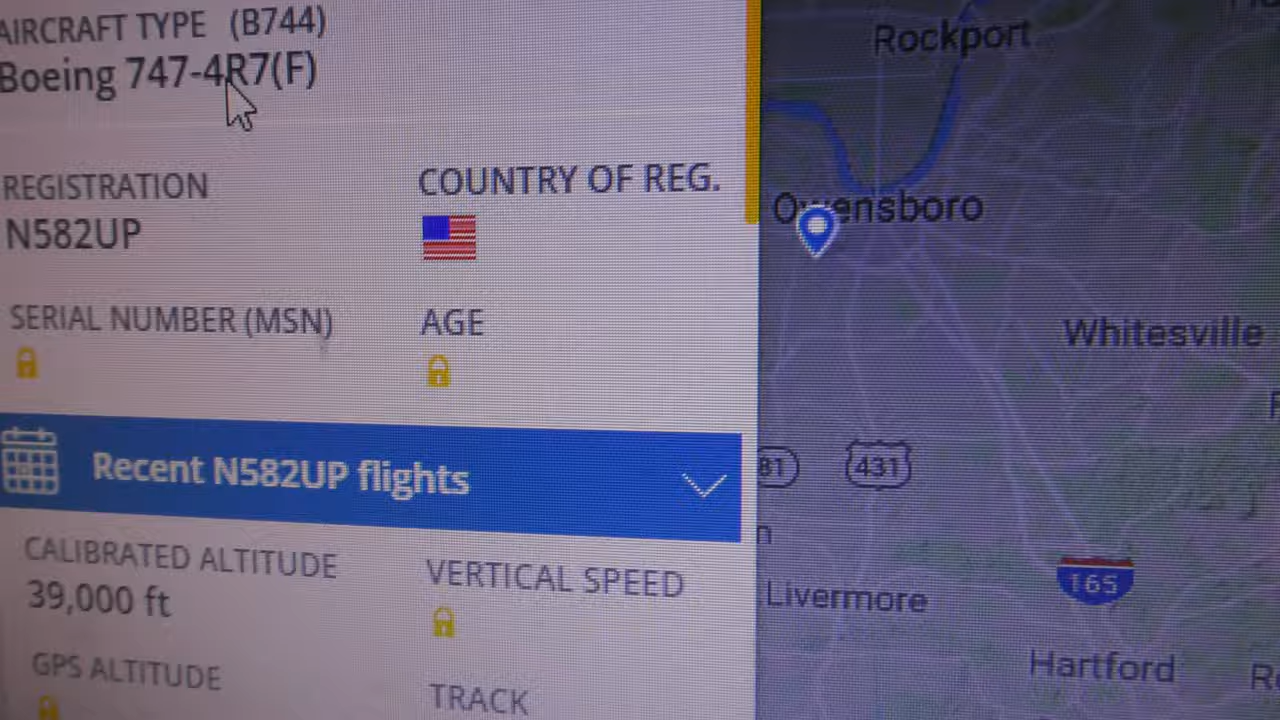 AIRCRAFT TYPE (B744)
Boeing 747-4R7(F)
REGISTRATION
N582UP
COUNTRY OF REG.
SERIAL NUMBER (MSN)
AGE
Recent N582UP flights
CALIBRATED ALTITUDE
39,000 ft
VERTICAL SPEED
GPS ALTITUDE
TRACK
Rockport
Owensboro
Whitesville
81
431
165
Livermore
Hartford